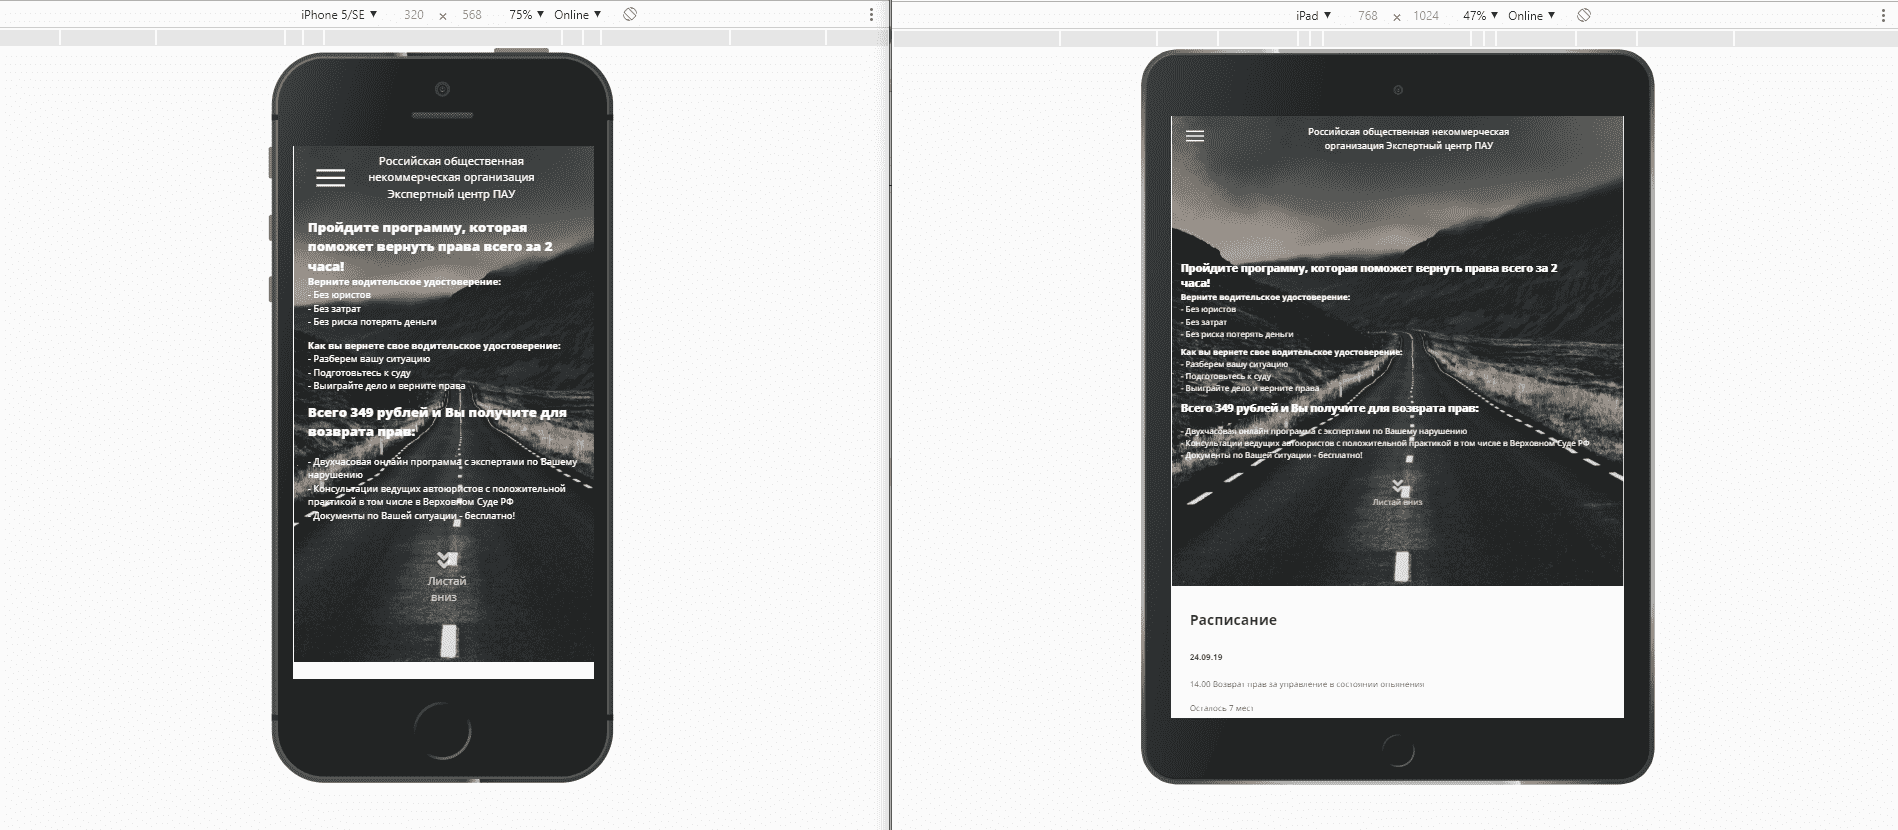 iPhone 5/SE ▼ 320 × 568 75% ▼ Online ▼
Российская общественная
некоммерческая организация
Экспертный центр ПАУ
Пройдите программу, которая
поможет вернуть права всего за 2
часа!
Верните водительское удостоверение:
- Без юристов
- Без затрат
- Без риска потерять деньги
Как вы вернете свое водительское удостоверение:
- Разберем вашу ситуацию
- Подготовьтесь к суду
- Выиграйте дело и верните права
Всего 349 рублей и Вы получите для
возврата прав:
- Двухчасовая онлайн программа с экспертами по Вашему
нарушению
- Консультации ведущих автоюристов с положительной
практикой в том числе в Верховном Суде РФ
- Документы по Вашей ситуации - бесплатно!
Листай
вниз
iPad ▼ 768 × 1024 47% ▼ Online ▼
Российская общественная некоммерческая
организация Экспертный центр ПАУ
Пройдите программу, которая поможет вернуть права всего за 2
часа!
Верните водительское удостоверение:
- Без юристов
- Без затрат
- Без риска потерять деньги
Как вы вернете свое водительское удостоверение:
- Разберем вашу ситуацию
- Подготовьтесь к суду
- Выиграйте дело и верните права
Всего 349 рублей и Вы получите для возврата прав:
- Двухчасовая онлайн программа с экспертами по Вашему нарушению
- Консультации ведущих автоюристов с положительной практикой в том числе в Верховном Суде РФ
- Документы по Вашей ситуации - бесплатно!
Листай вниз
Расписание
24.09.19
14.00 Возврат прав за управление в состоянии опьянения
Осталось 7 мест